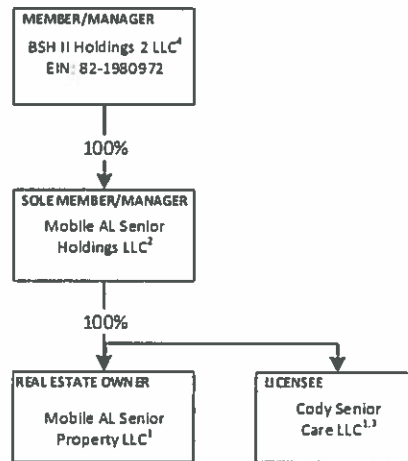 MEMBER/MANAGER
BSH II Holdings 2 LLC⁴
EIN: 82-1980972
100%
SOLE MEMBER/MANAGER
Mobile AL Senior
Holdings LLC²
100%
REAL ESTATE OWNER
Mobile AL Senior
Property LLC¹
LICENSEE
Cody Senior
Care LLC¹,³